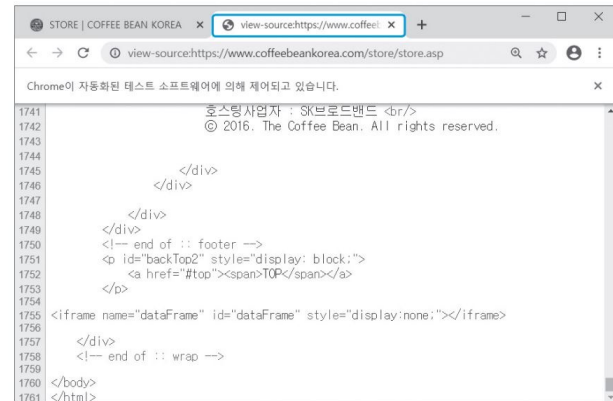 STORE | COFFEE BEAN KOREA
view-source:https://www.coffeel
view-source:https://www.coffeebeankorea.com/store/store.asp
Chrome이 자동화된 테스트 소프트웨어에 의해 제어되고 있습니다.
1741 호스팅사업자 : SK브로드밴드 <br/>
1742 ⓒ 2016. The Coffee Bean. All rights reserved.
1743
1744
1745 </div>
1746 </div>
1747
1748 </div>
1749 </div>
1750 <!-- end of :: footer -->
1751 <p id="backTop2" style="display: block;">
1752 <a href="#top"><span>TOP</span></a>
1753 </p>
1754
1755 <iframe name="dataFrame" id="dataFrame" style="display:none;"></iframe>
1756
1757 </div>
1758 <!-- end of :: wrap -->
1759
1760 </body>
1761 </html>